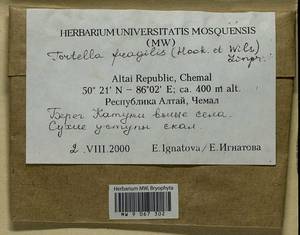 HERBARIUM UNIVERSITATIS MOSQUENSIS
(MW)
Tortella fragilis (Hook. et Wils.)
Limpr.
Altai Republic, Chemal
50° 21' N – 86°02' E; ca. 400 m alt.
Республика Алтай, Чемал
Берег Катуни выше села.
Сухие уступы скал.
2.VIII.2000 E.Ignatova/Е.Игнатова
Herbarium MW, Bryophyta
MW 9 067 302